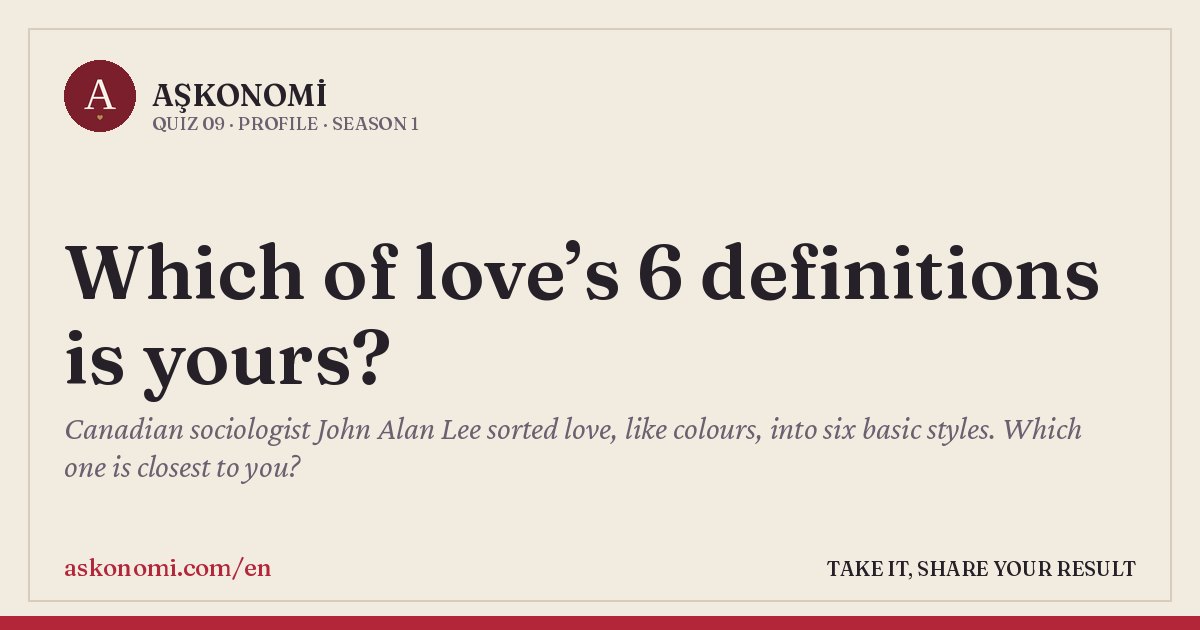 A
AŞKONOMİ
QUIZ 09 · PROFILE · SEASON 1
Which of love’s 6 definitions
is yours?
Canadian sociologist John Alan Lee sorted love, like colours, into six basic styles. Which
one is closest to you?
askonomi.com/en
TAKE IT, SHARE YOUR RESULT